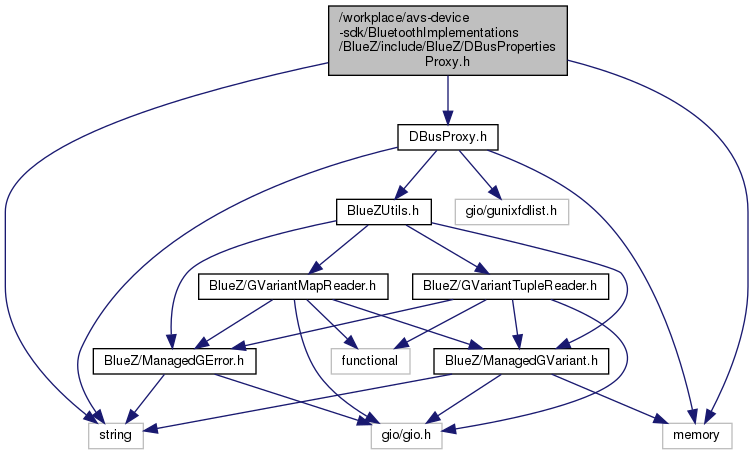 /workplace/avs-device
-sdk/BluetoothImplementations
/BlueZ/include/BlueZ/DBusProperties
Proxy.h
DBusProxy.h
BlueZUtils.h
gio/gunixfdlist.h
BlueZ/GVariantMapReader.h
BlueZ/GVariantTupleReader.h
BlueZ/ManagedGError.h
functional
BlueZ/ManagedGVariant.h
string
gio/gio.h
memory